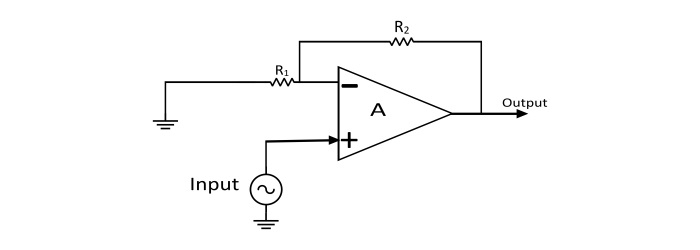 R₂
R₁
A
Output
Input